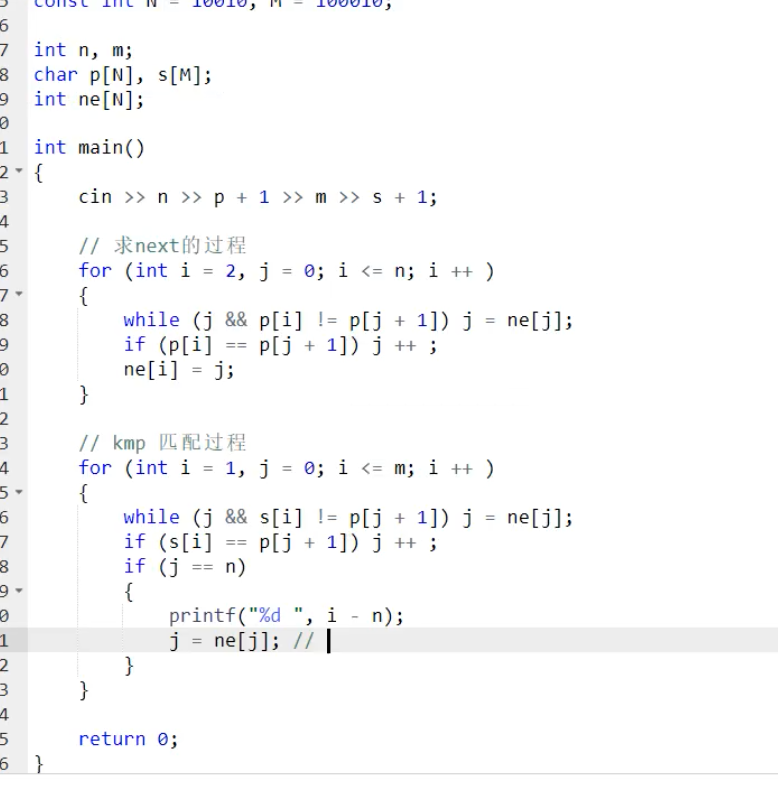 5 const int N = 10010, M = 100010;
6
7 int n, m;
8 char p[N], s[M];
9 int ne[N];
0
1 int main()
2 {
3 cin >> n >> p + 1 >> m >> s + 1;
4
5 // 求next的过程
6 for (int i = 2, j = 0; i <= n; i ++ )
7 {
8 while (j && p[i] != p[j + 1]) j = ne[j];
9 if (p[i] == p[j + 1]) j ++ ;
0 ne[i] = j;
1 }
2
3 // kmp 匹配过程
4 for (int i = 1, j = 0; i <= m; i ++ )
5 {
6 while (j && s[i] != p[j + 1]) j = ne[j];
7 if (s[i] == p[j + 1]) j ++ ;
8 if (j == n)
9 {
0 printf("%d ", i - n);
1 j = ne[j]; //
2 }
3 }
4
5 return 0;
6 }